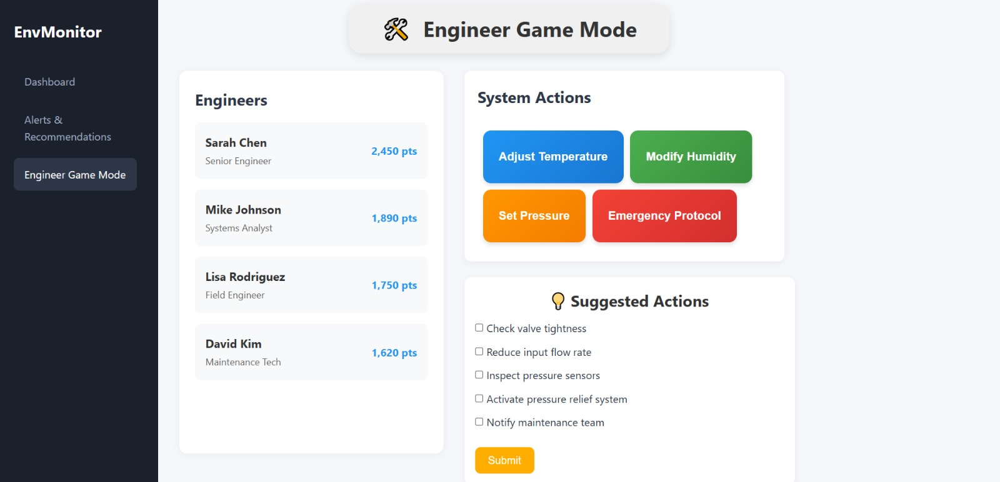 EnvMonitor
Dashboard
Alerts &
Recommendations
Engineer Game Mode
Engineer Game Mode
Engineers
Sarah Chen
Senior Engineer
2,450 pts
Mike Johnson
Systems Analyst
1,890 pts
Lisa Rodriguez
Field Engineer
1,750 pts
David Kim
Maintenance Tech
1,620 pts
System Actions
Adjust Temperature
Modify Humidity
Set Pressure
Emergency Protocol
Suggested Actions
Check valve tightness
Reduce input flow rate
Inspect pressure sensors
Activate pressure relief system
Notify maintenance team
Submit